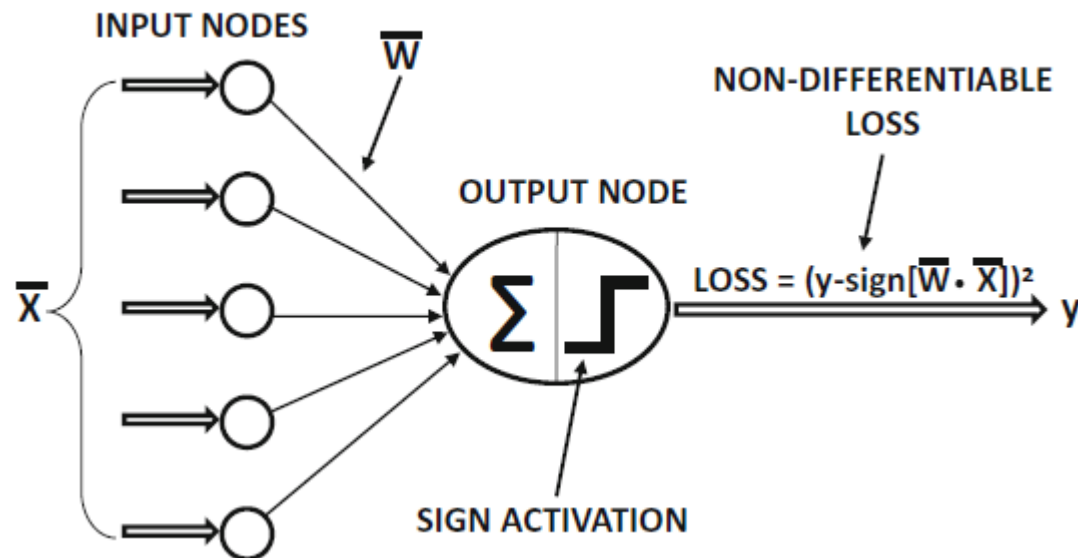 INPUT NODES
W̅
NON-DIFFERENTIABLE
LOSS
OUTPUT NODE
X̅
∑
LOSS = (y-sign[W̅• X̅])²
y
SIGN ACTIVATION